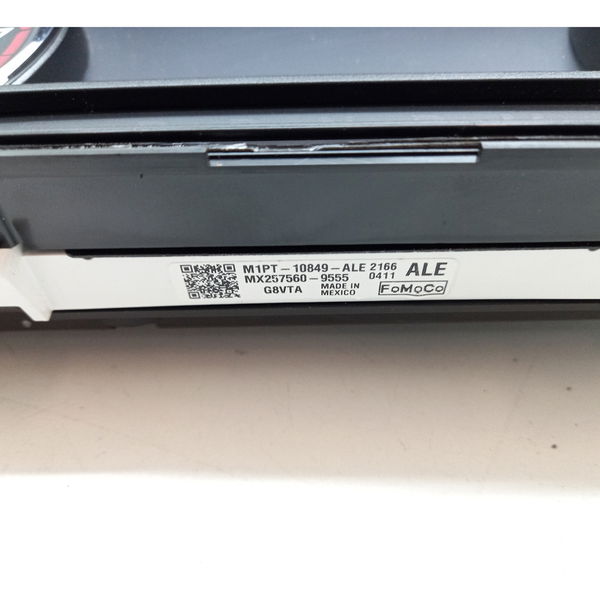 M1PT-10849-ALE 2166 ALE
MX257560-9555 0411
G8VTA MADE IN MEXICO FoMoCo